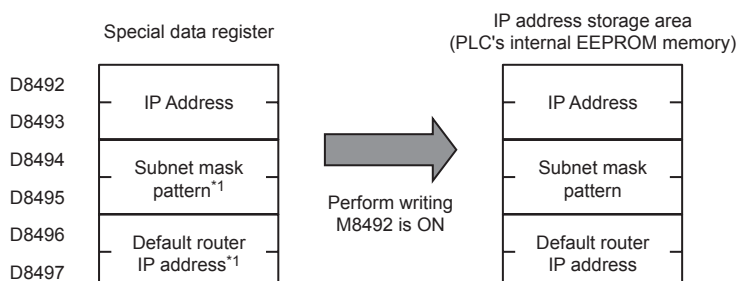 Special data register
IP address storage area
(PLC's internal EEPROM memory)
D8492
D8493
D8494
D8495
D8496
D8497
IP Address
Subnet mask
pattern*1
Default router
IP address*1
Perform writing
M8492 is ON
IP Address
Subnet mask
pattern
Default router
IP address